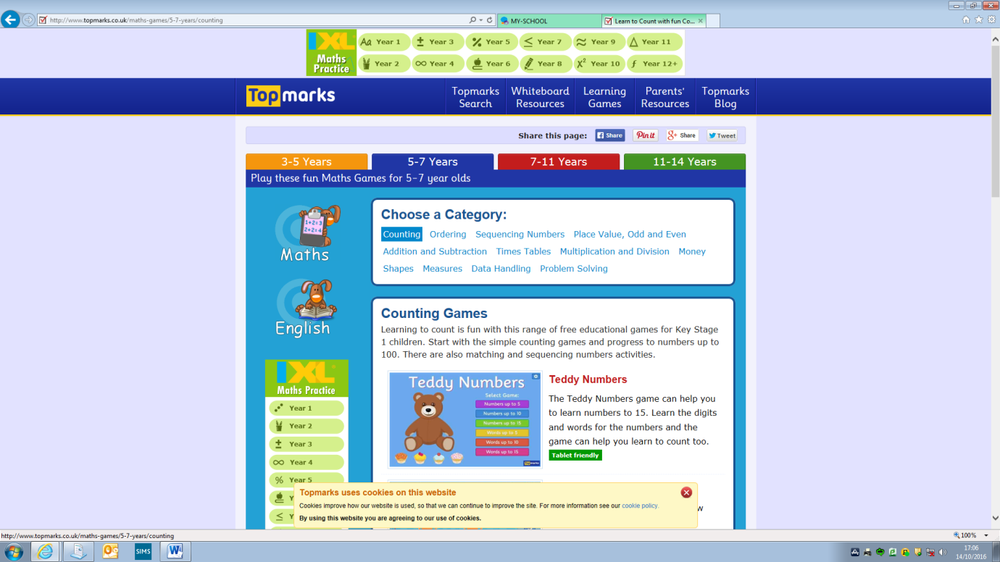 http://www.topmarks.co.uk/maths-games/5-7-years/counting
MY-SCHOOL
Learn to Count with fun Co...
IXL
Maths
Practice
Aa Year 1
± Year 3
% Year 5
≤ Year 7
≈ Year 9
Δ Year 11
Year 2
∞ Year 4
Year 6
Year 8
x² Year 10
f Year 12+
Topmarks
Topmarks
Search
Whiteboard
Resources
Learning
Games
Parents'
Resources
Topmarks
Blog
Share this page:
Share
Pin it
g+ Share
Tweet
3-5 Years
5-7 Years
7-11 Years
11-14 Years
Play these fun Maths Games for 5-7 year olds
1+2=3
2+2=4
Maths
English
Choose a Category:
Counting Ordering Sequencing Numbers Place Value, Odd and Even
Addition and Subtraction Times Tables Multiplication and Division Money
Shapes Measures Data Handling Problem Solving
Counting Games
Learning to count is fun with this range of free educational games for Key Stage
1 children. Start with the simple counting games and progress to numbers up to
100. There are also matching and sequencing numbers activities.
IXL
Maths Practice
Year 1
Year 2
± Year 3
∞ Year 4
% Year 5
Y
≤ Y
Teddy Numbers
Select Game:
Numbers up to 5
Numbers up to 10
Numbers up to 15
Words up to 5
Words up to 10
Words up to 15
Topmarks
Teddy Numbers
The Teddy Numbers game can help you
to learn numbers to 15. Learn the digits
and words for the numbers and the
game can help you learn to count too.
Tablet friendly
w
Topmarks uses cookies on this website
Cookies improve how our website is used, so that we can continue to improve the site. For more information see our cookie policy.
By using this website you are agreeing to our use of cookies.
http://www.topmarks.co.uk/maths-games/5-7-years/counting
100%
SIMS
17:06
14/10/2016